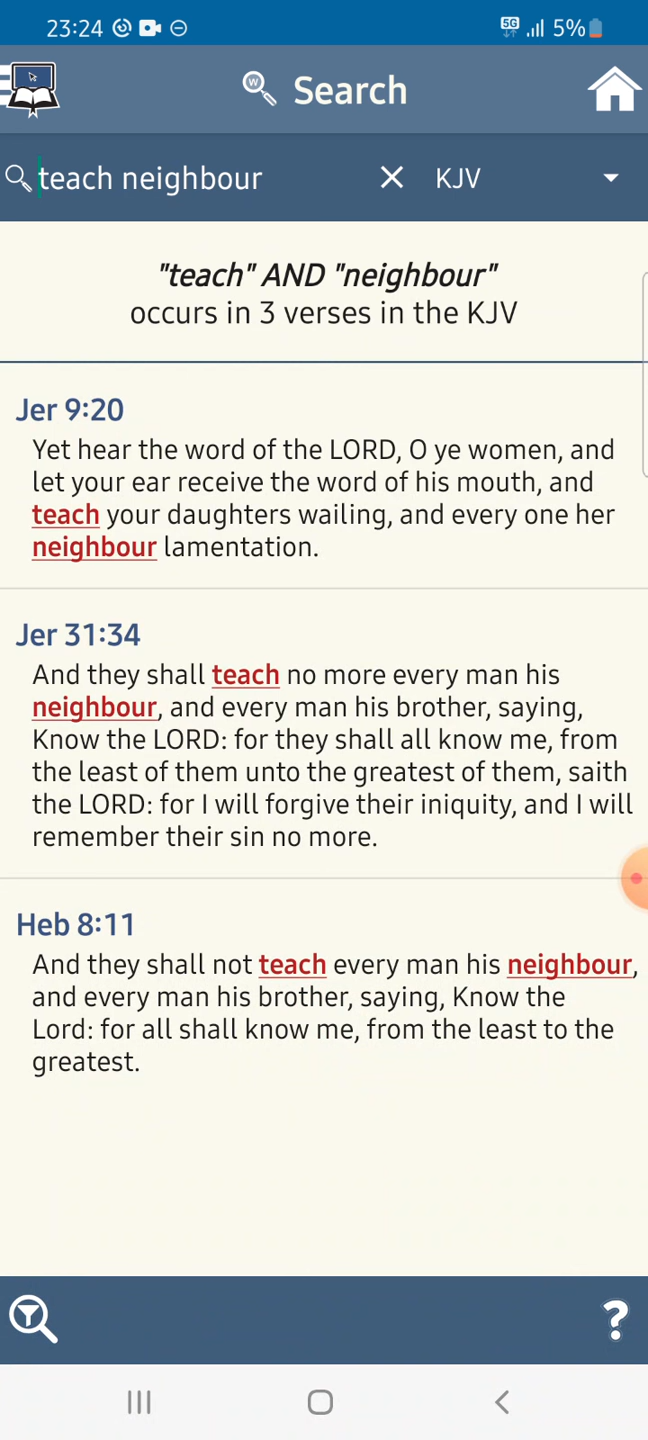 23:24 5G 5%
W Search
teach neighbour KJV
"teach" AND "neighbour"
occurs in 3 verses in the KJV
Jer 9:20
Yet hear the word of the LORD, O ye women, and
let your ear receive the word of his mouth, and
teach your daughters wailing, and every one her
neighbour lamentation.
Jer 31:34
And they shall teach no more every man his
neighbour, and every man his brother, saying,
Know the LORD: for they shall all know me, from
the least of them unto the greatest of them, saith
the LORD: for I will forgive their iniquity, and I will
remember their sin no more.
Heb 8:11
And they shall not teach every man his neighbour,
and every man his brother, saying, Know the
Lord: for all shall know me, from the least to the
greatest.
?